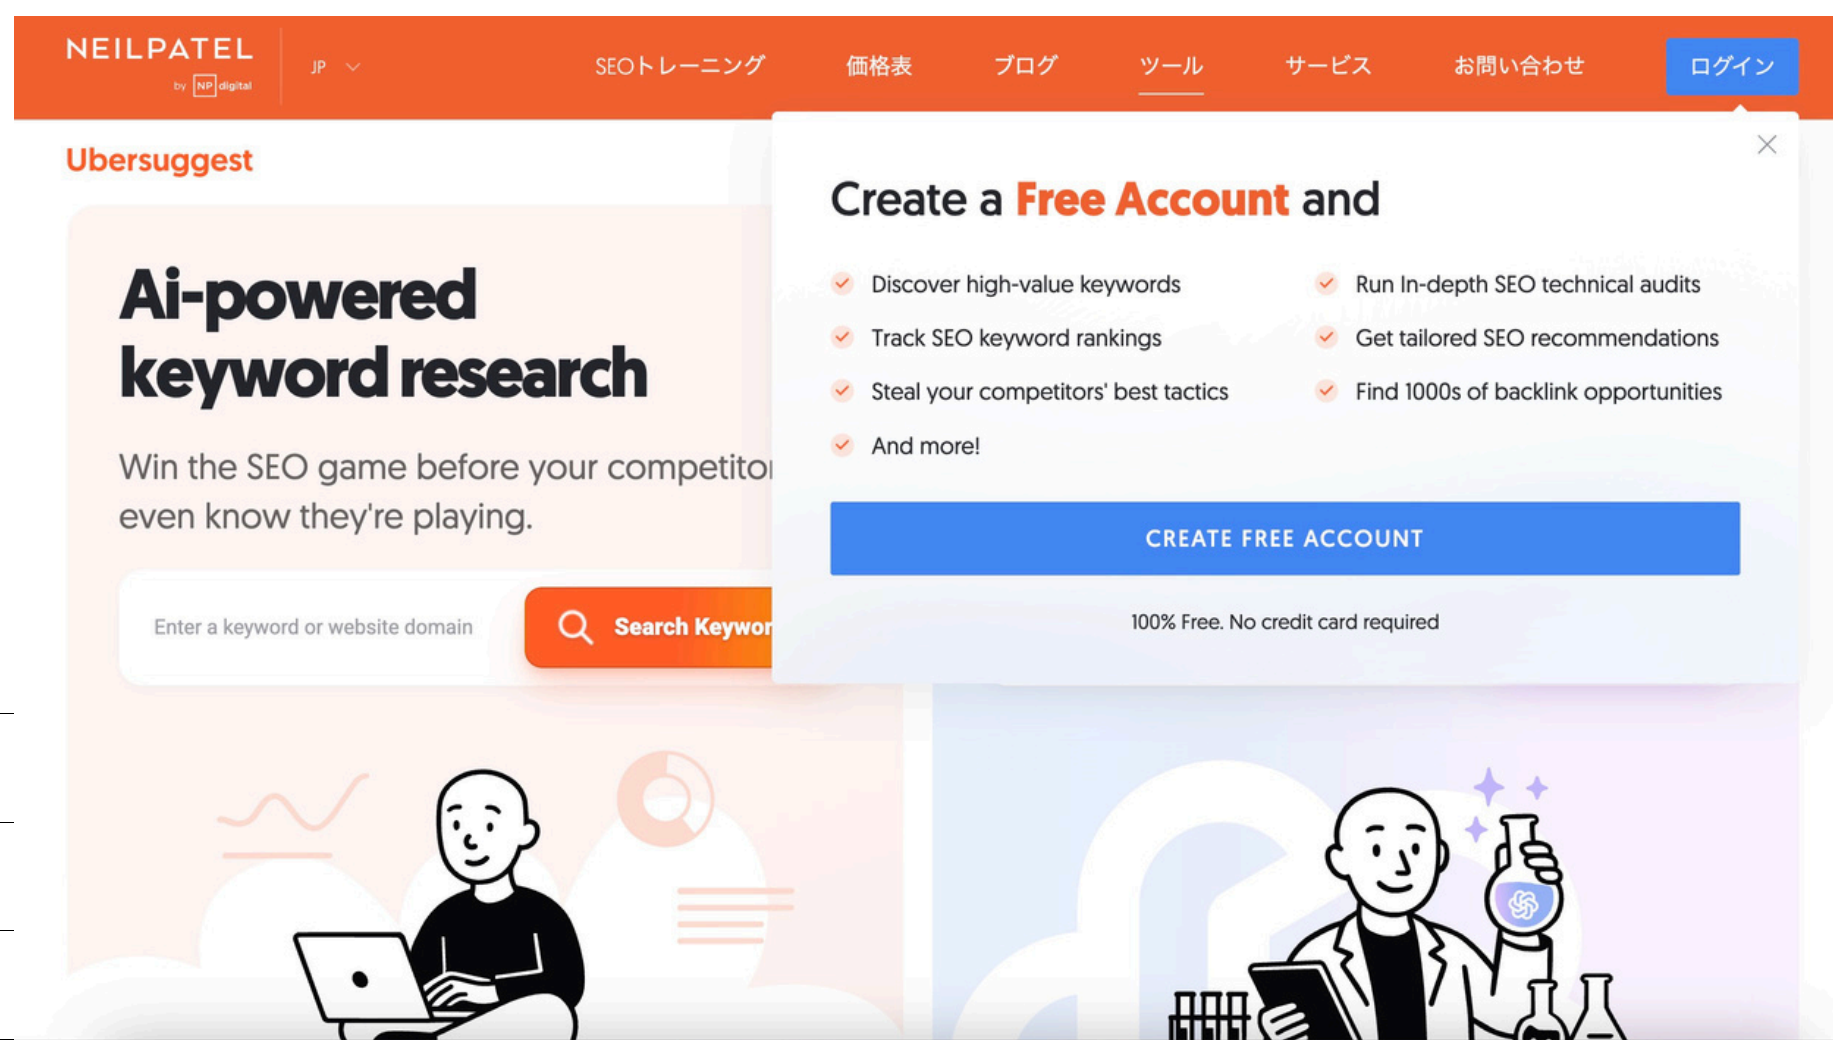 NEILPATEL
by NP digital
JP
SEOトレーニング
価格表
ブログ
ツール
サービス
お問い合わせ
ログイン
Ubersuggest
Ai-powered
keyword research
Win the SEO game before your competitor
even know they're playing.
Enter a keyword or website domain
Search Keywor
Create a Free Account and
Discover high-value keywords
Track SEO keyword rankings
Steal your competitors' best tactics
And more!
Run In-depth SEO technical audits
Get tailored SEO recommendations
Find 1000s of backlink opportunities
CREATE FREE ACCOUNT
100% Free. No credit card required